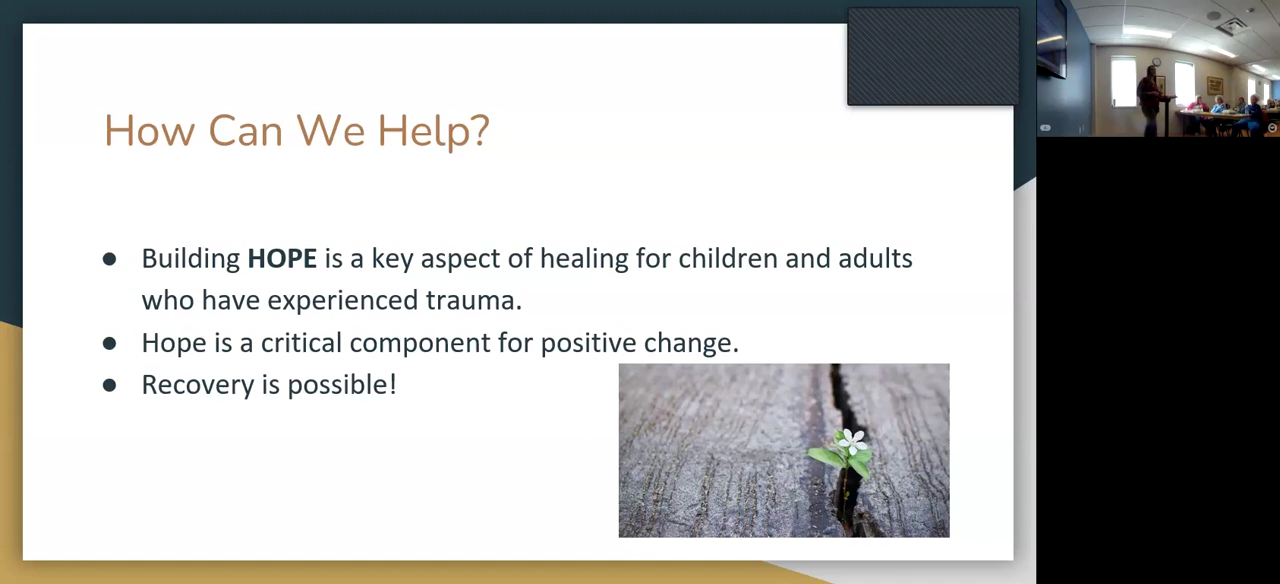 How Can We Help?
● Building HOPE is a key aspect of healing for children and adults
who have experienced trauma.
● Hope is a critical component for positive change.
● Recovery is possible!